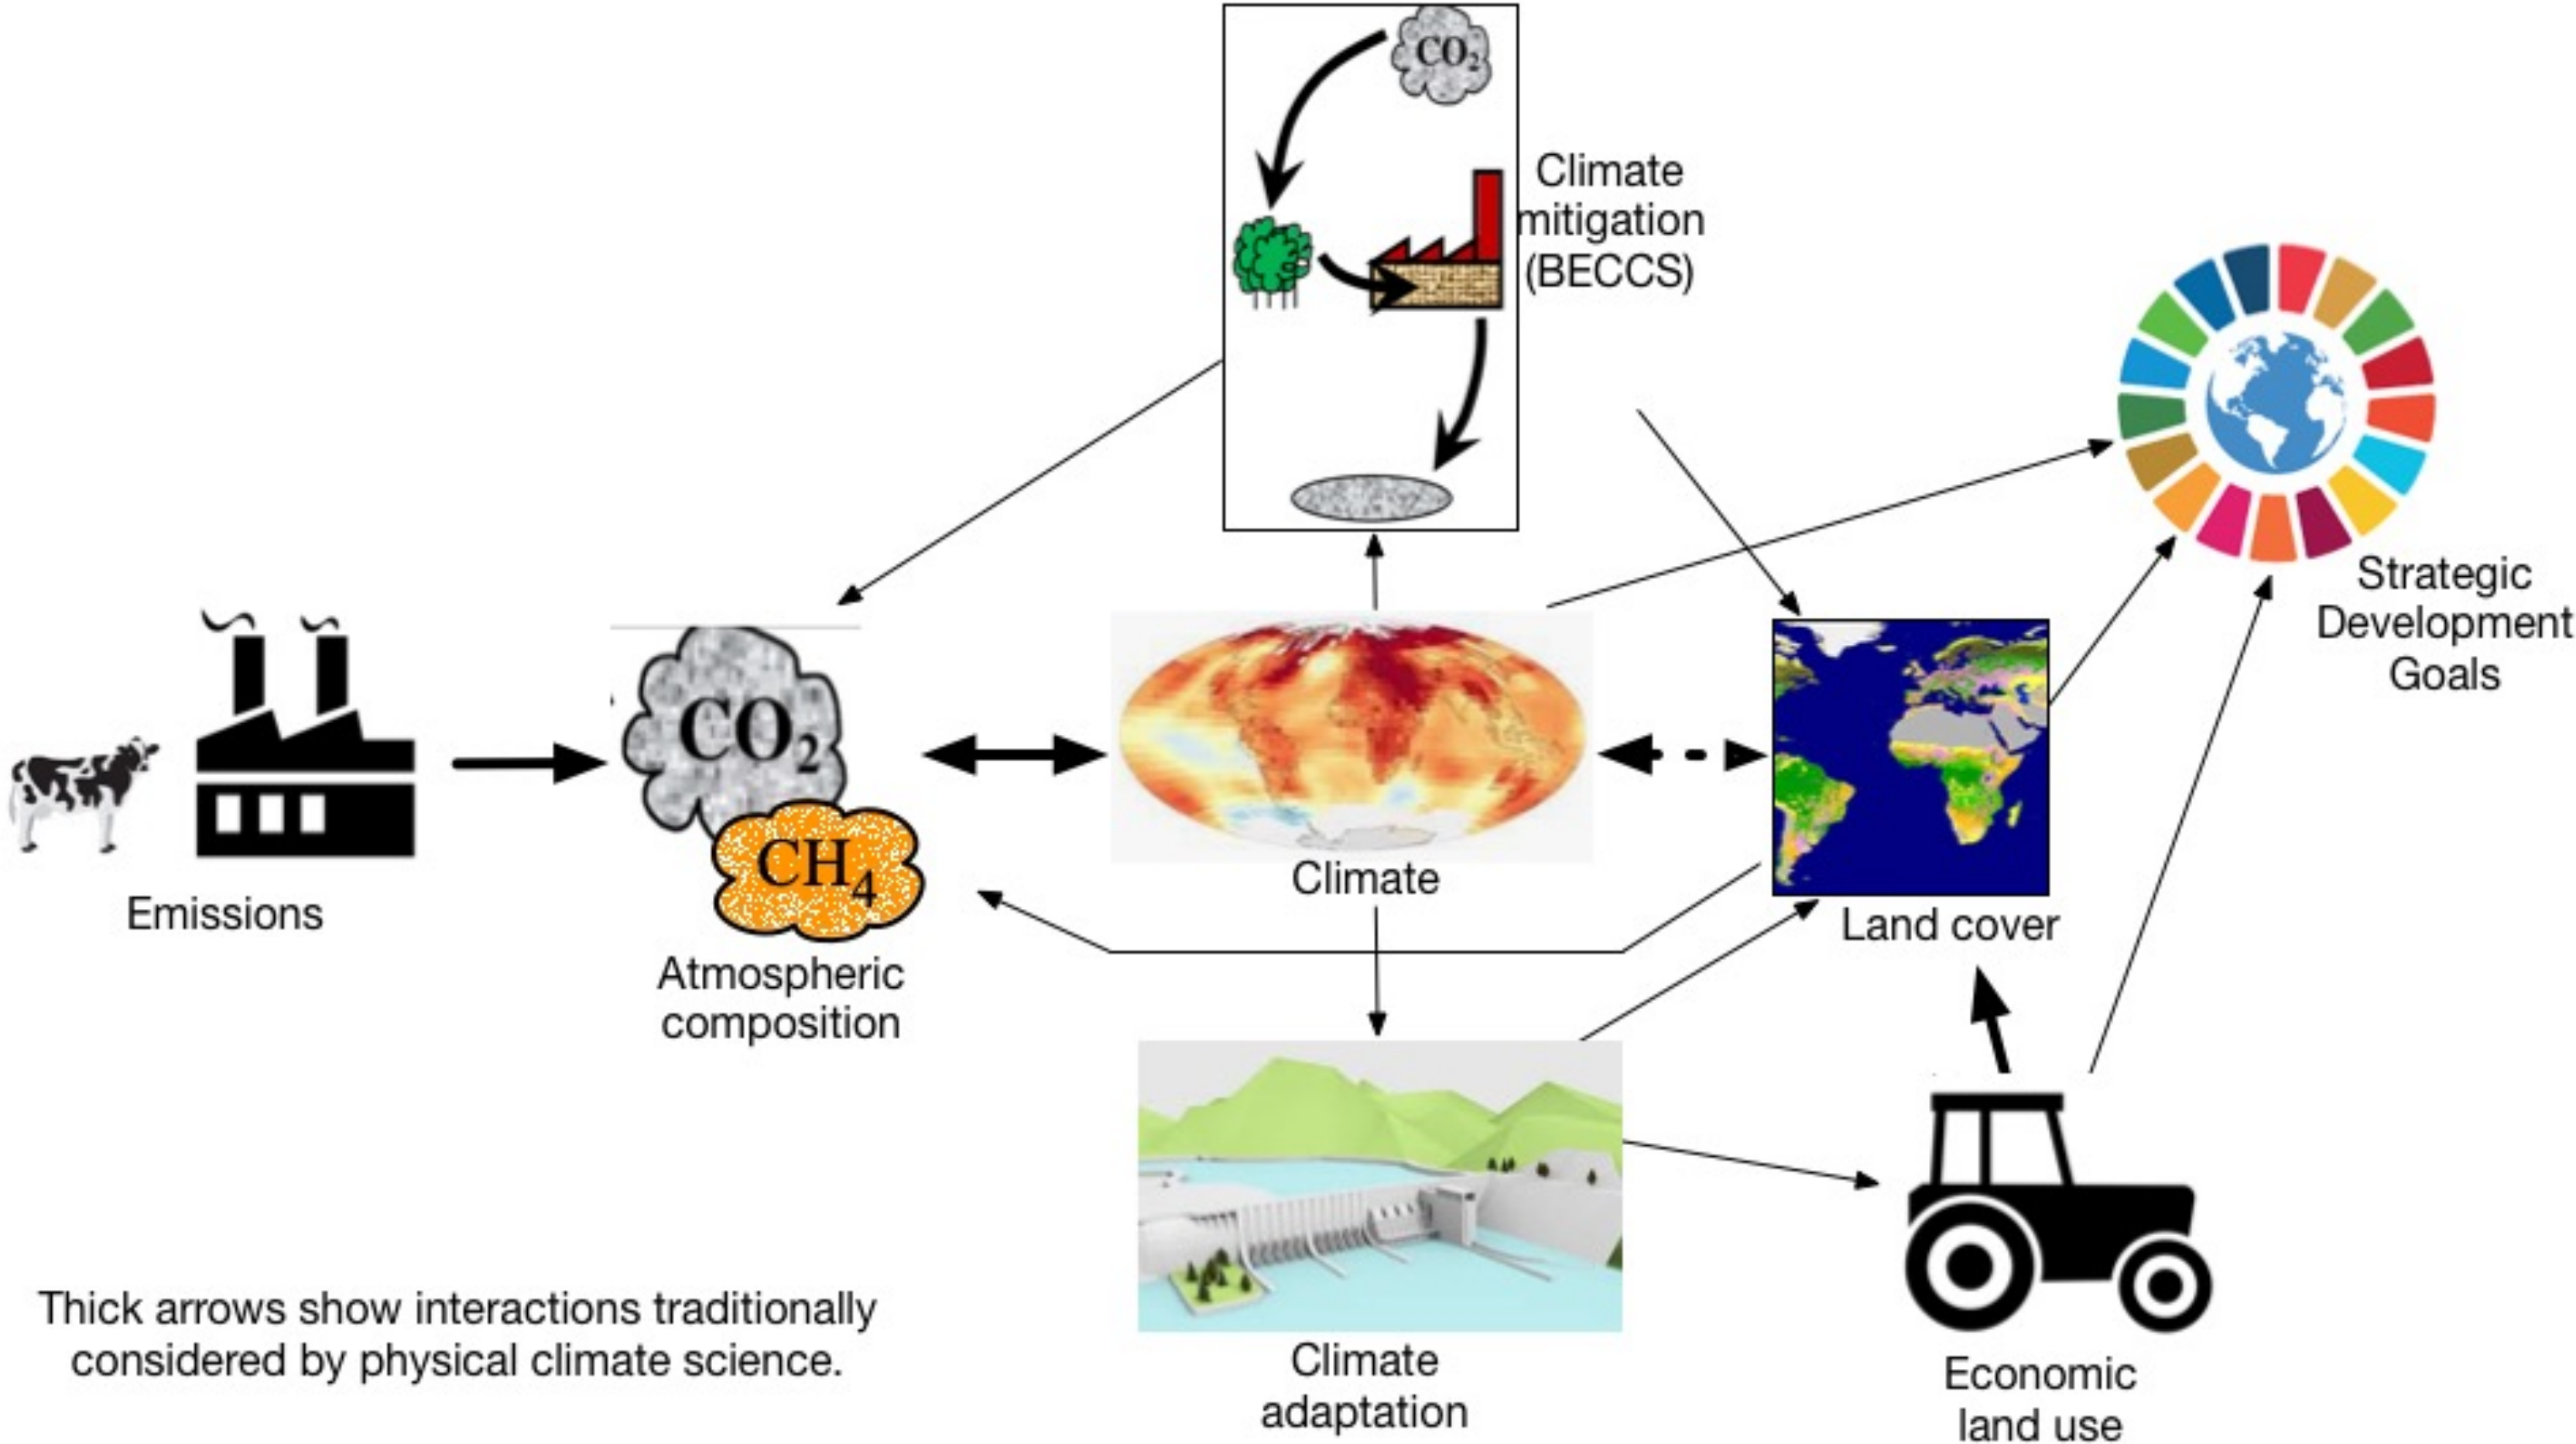 CO2
Climate
mitigation
(BECCS)
Strategic
Development
Goals
CO2
CH4
Emissions
Atmospheric
composition
Climate
Land cover
Thick arrows show interactions traditionally
considered by physical climate science.
Climate
adaptation
Economic
land use